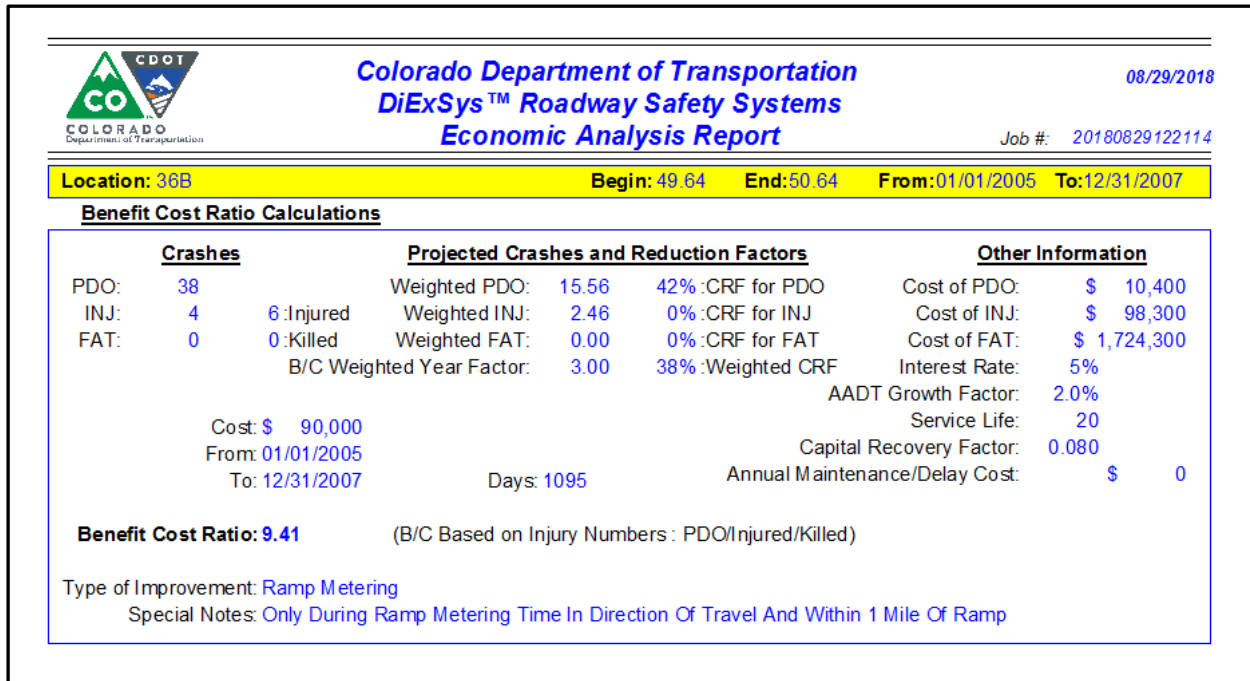 CDOT
CO
COLORADO
Department of Transportation
Colorado Department of Transportation
DiExSys™ Roadway Safety Systems
Economic Analysis Report
08/29/2018
Job #: 20180829122114
Location: 36B Begin: 49.64 End:50.64 From:01/01/2005 To:12/31/2007
Benefit Cost Ratio Calculations
Crashes Projected Crashes and Reduction Factors Other Information
PDO: 38 Weighted PDO: 15.56 42% :CRF for PDO Cost of PDO: $ 10,400
INJ: 4 6 :Injured Weighted INJ: 2.46 0% :CRF for INJ Cost of INJ: $ 98,300
FAT: 0 0 :Killed Weighted FAT: 0.00 0% :CRF for FAT Cost of FAT: $ 1,724,300
B/C Weighted Year Factor: 3.00 38% :Weighted CRF Interest Rate: 5%
AADT Growth Factor: 2.0%
Cost: $ 90,000 Service Life: 20
From: 01/01/2005 Capital Recovery Factor: 0.080
To: 12/31/2007 Days: 1095 Annual Maintenance/Delay Cost: $ 0
Benefit Cost Ratio: 9.41 (B/C Based on Injury Numbers : PDO/Injured/Killed)
Type of Improvement: Ramp Metering
Special Notes: Only During Ramp Metering Time In Direction Of Travel And Within 1 Mile Of Ramp